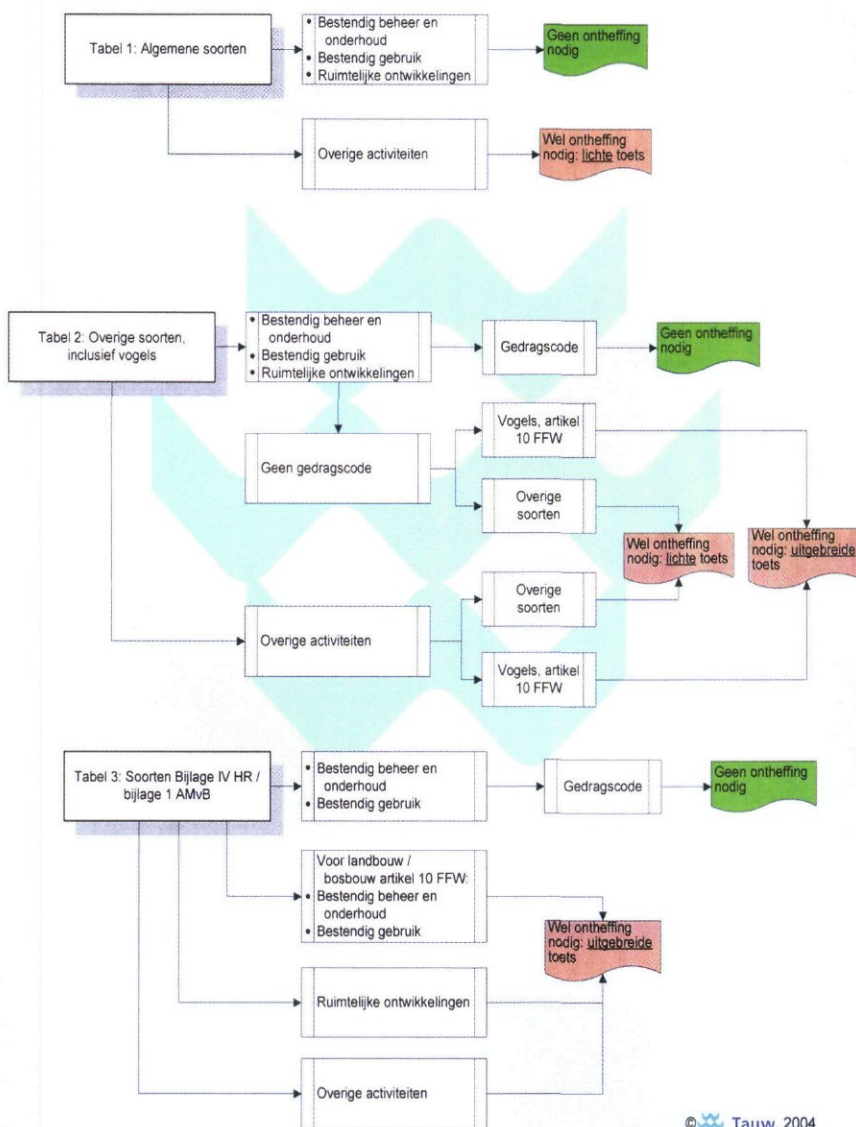 Tabel 1: Algemene soorten
• Bestendig beheer en
onderhoud
• Bestendig gebruik
• Ruimtelijke ontwikkelingen
Geen ontheffing
nodig
Overige activiteiten
Wel ontheffing
nodig: lichte toets
Tabel 2: Overige soorten,
inclusief vogels
• Bestendig beheer en
onderhoud
• Bestendig gebruik
• Ruimtelijke ontwikkelingen
Gedragscode
Geen ontheffing
nodig
Geen gedragscode
Vogels, artikel
10 FFW
Overige
soorten
Wel ontheffing
nodig: lichte toets
Wel ontheffing
nodig: uitgebreide
toets
Overige activiteiten
Overige
soorten
Vogels, artikel
10 FFW
Tabel 3: Soorten Bijlage IV HR /
bijlage 1 AMvB
• Bestendig beheer en
onderhoud
• Bestendig gebruik
Gedragscode
Geen ontheffing
nodig
Voor landbouw /
bosbouw artikel 10 FFW:
• Bestendig beheer en
onderhoud
• Bestendig gebruik
Wel ontheffing
nodig: uitgebreide
toets
Ruimtelijke ontwikkelingen
Overige activiteiten
© Tauw, 2004